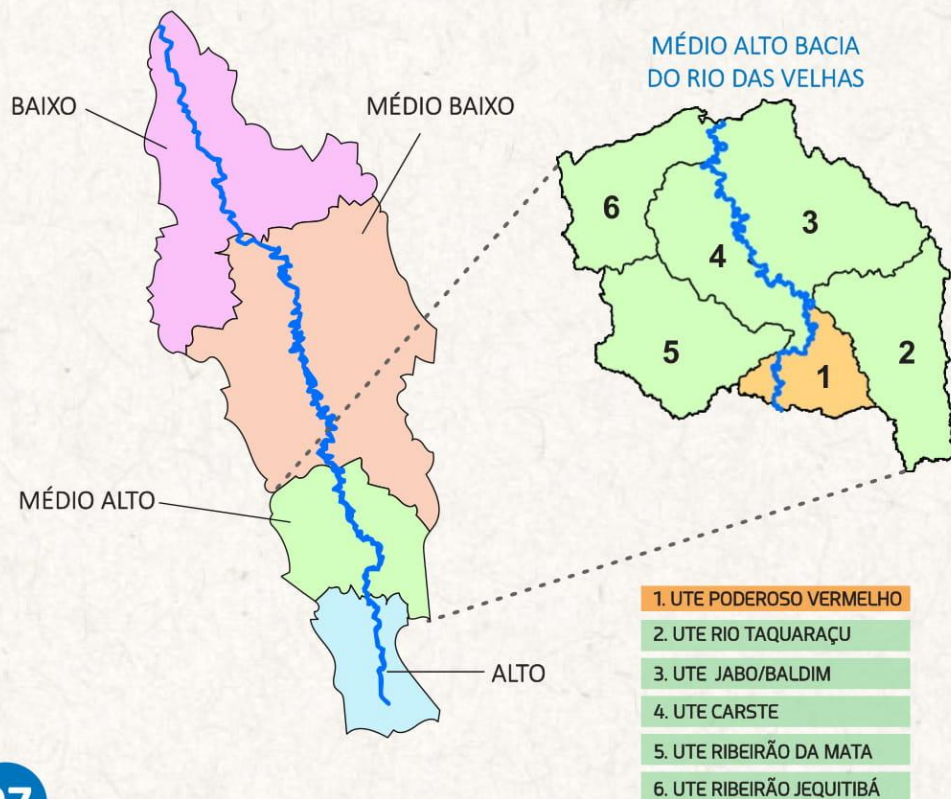 BAIXO
MÉDIO BAIXO
MÉDIO ALTO
ALTO
MÉDIO ALTO BACIA
DO RIO DAS VELHAS
6
3
4
5
1
2
1. UTE PODEROSO VERMELHO
2. UTE RIO TAQUARAÇU
3. UTE JABO/BALDIM
4. UTE CARSTE
5. UTE RIBEIRÃO DA MATA
6. UTE RIBEIRÃO JEQUITIBÁ